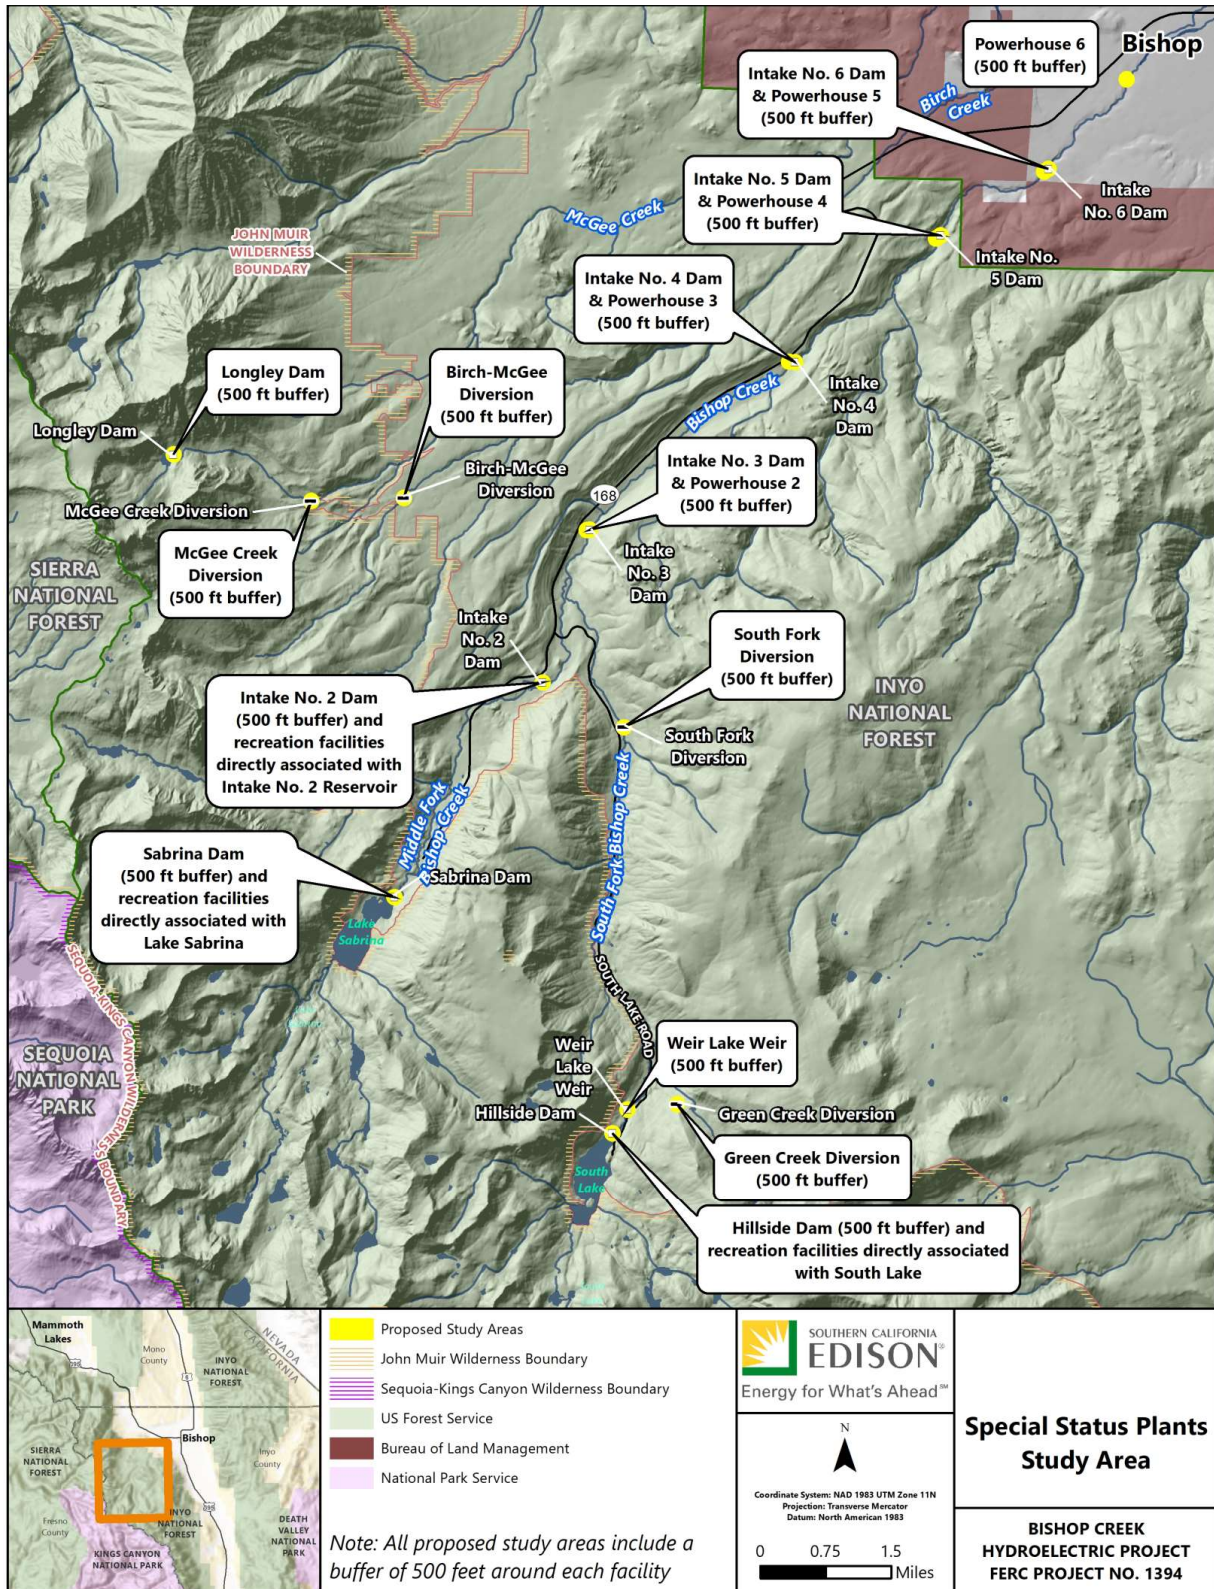 Bishop
Powerhouse 6
(500 ft buffer)
Intake No. 6 Dam
& Powerhouse 5
(500 ft buffer)
Birch
Creek
Intake
No. 6 Dam
Intake No. 5 Dam
& Powerhouse 4
(500 ft buffer)
McGee Creek
JOHN MUIR
WILDERNESS
BOUNDARY
Intake No.
5 Dam
Intake No. 4 Dam
& Powerhouse 3
(500 ft buffer)
Longley Dam
(500 ft buffer)
Birch-McGee
Diversion
(500 ft buffer)
Bishop Creek
Intake
No. 4
Dam
Longley Dam
Birch-McGee
Diversion
Intake No. 3 Dam
& Powerhouse 2
(500 ft buffer)
168
McGee Creek Diversion
McGee Creek
Diversion
(500 ft buffer)
Intake
No. 3
Dam
SIERRA
NATIONAL
FOREST
Intake
No. 2
Dam
South Fork
Diversion
(500 ft buffer)
Intake No. 2 Dam
(500 ft buffer) and
recreation facilities
directly associated with
Intake No. 2 Reservoir
INYO
NATIONAL
FOREST
South Fork
Diversion
Middle Fork
Bishop Creek
South Fork Bishop Creek
Sabrina Dam
(500 ft buffer) and
recreation facilities
directly associated with
Lake Sabrina
Sabrina Dam
Lake
Sabrina
SEQUOIA-KINGS CANYON WILDERNESS BOUNDARY
SOUTH LAKE ROAD
SEQUOIA
NATIONAL
PARK
Weir
Lake
Weir
Weir Lake Weir
(500 ft buffer)
Hillside Dam
Green Creek Diversion
Green Creek Diversion
(500 ft buffer)
South
Lake
Hillside Dam (500 ft buffer) and
recreation facilities directly associated
with South Lake
Mammoth
Lakes
Mono
County
NEVADA
CALIFORNIA
395
6
INYO
NATIONAL
FOREST
Bishop
SIERRA
NATIONAL
FOREST
Inyo
County
395
INYO
NATIONAL
FOREST
Fresno
County
DEATH
VALLEY
NATIONAL
PARK
KINGS CANYON
NATIONAL PARK
Proposed Study Areas
John Muir Wilderness Boundary
Sequoia-Kings Canyon Wilderness Boundary
US Forest Service
Bureau of Land Management
National Park Service
Note: All proposed study areas include a
buffer of 500 feet around each facility
SOUTHERN CALIFORNIA
EDISON®
Energy for What's Ahead℠
N
Coordinate System: NAD 1983 UTM Zone 11N
Projection: Transverse Mercator
Datum: North American 1983
0 0.75 1.5
Miles
Special Status Plants
Study Area
BISHOP CREEK
HYDROELECTRIC PROJECT
FERC PROJECT NO. 1394